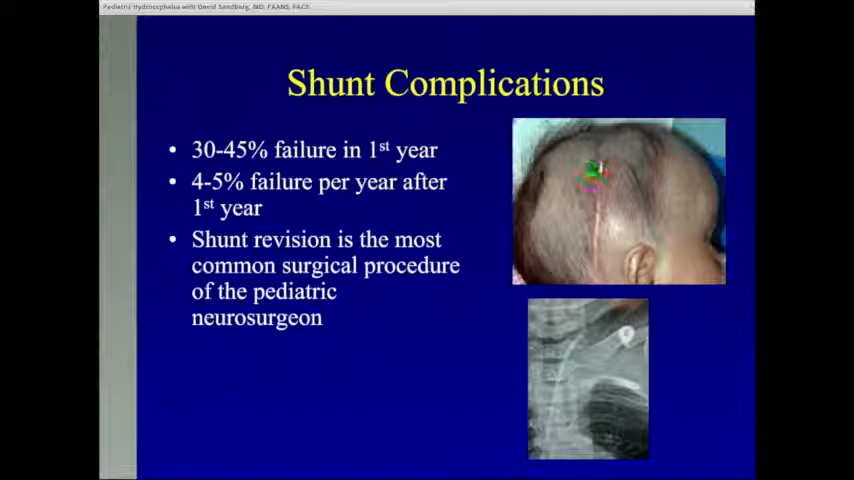 Pediatric Hydrocephalus with David Sandberg, MD, FAANS, FACS
Shunt Complications
• 30-45% failure in 1st year
• 4-5% failure per year after
1st year
• Shunt revision is the most
common surgical procedure
of the pediatric
neurosurgeon